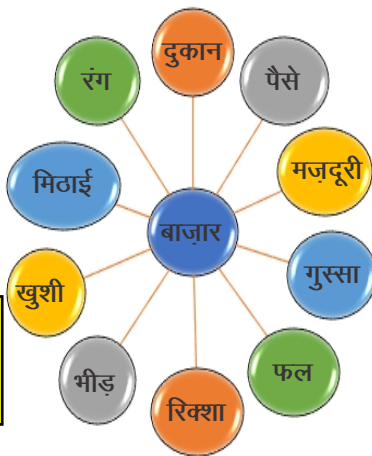 दुकान
रंग
पैसे
मज़दूरी
मिठाई
बाज़ार
गुस्सा
खुशी
फल
भीड़
रिक्शा